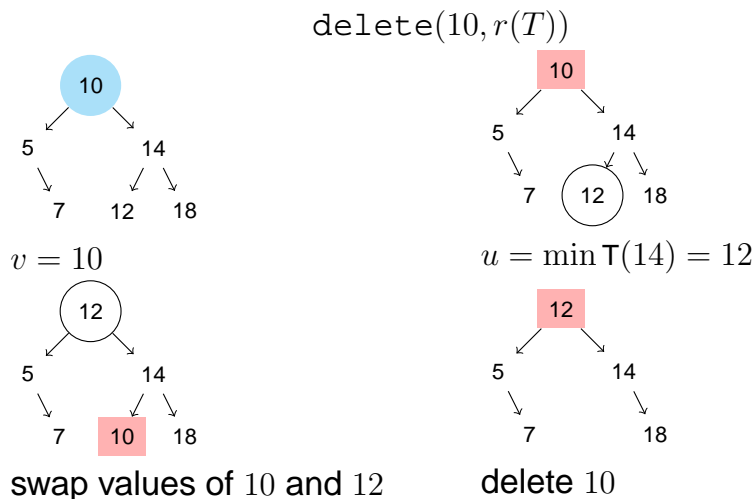 delete(10, r(T))
10
5 14
7 12 18
v = 10
10
5 14
7 12 18
u = min T(14) = 12
12
5 14
7 10 18
swap values of 10 and 12
12
5 14
7 18
delete 10